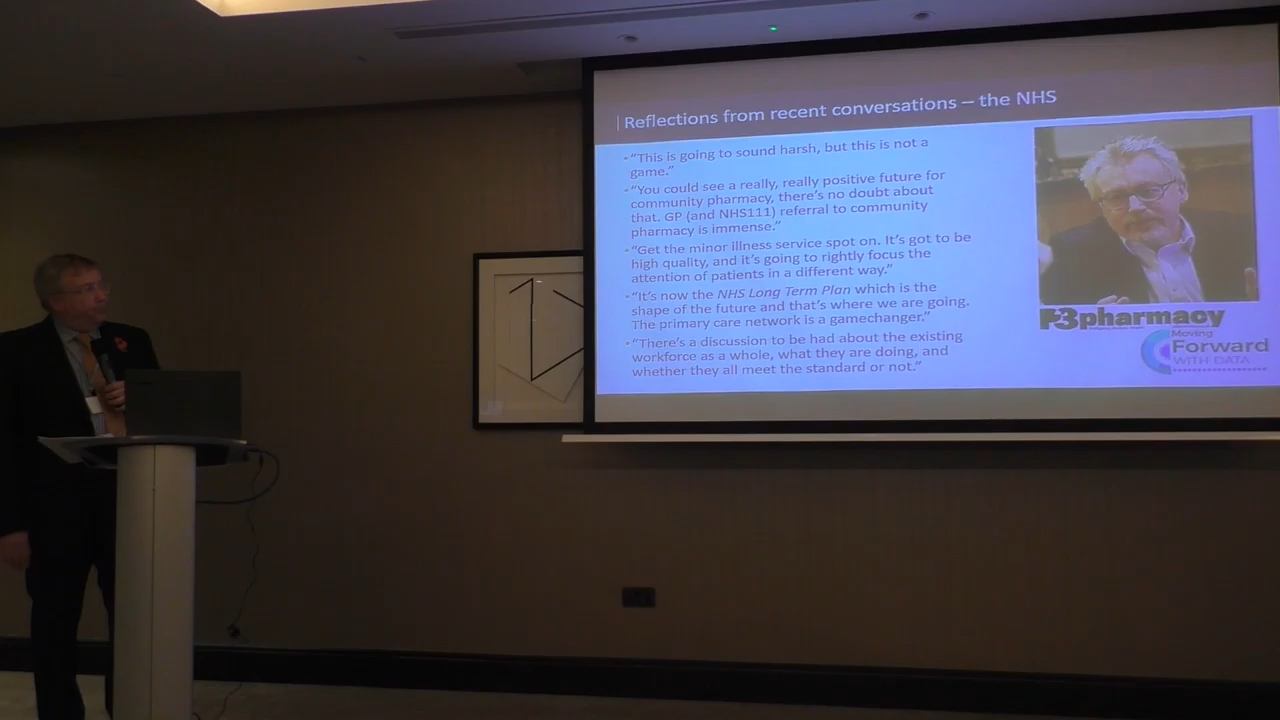 Reflections from recent conversations – the NHS
"This is going to sound harsh, but this is not a
game."
"You could see a really, really positive future for
community pharmacy, there's no doubt about
that. GP (and NHS111) referral to community
pharmacy is immense."
"Get the minor illness service spot on. It's got to be
high quality, and it's going to rightly focus the
attention of patients in a different way."
"It's now the NHS Long Term Plan which is the
shape of the future and that's where we are going.
The primary care network is a gamechanger."
"There's a discussion to be had about the existing
workforce as a whole, what they are doing, and
whether they all meet the standard or not."
P3pharmacy
Moving
Forward
WITH DATA